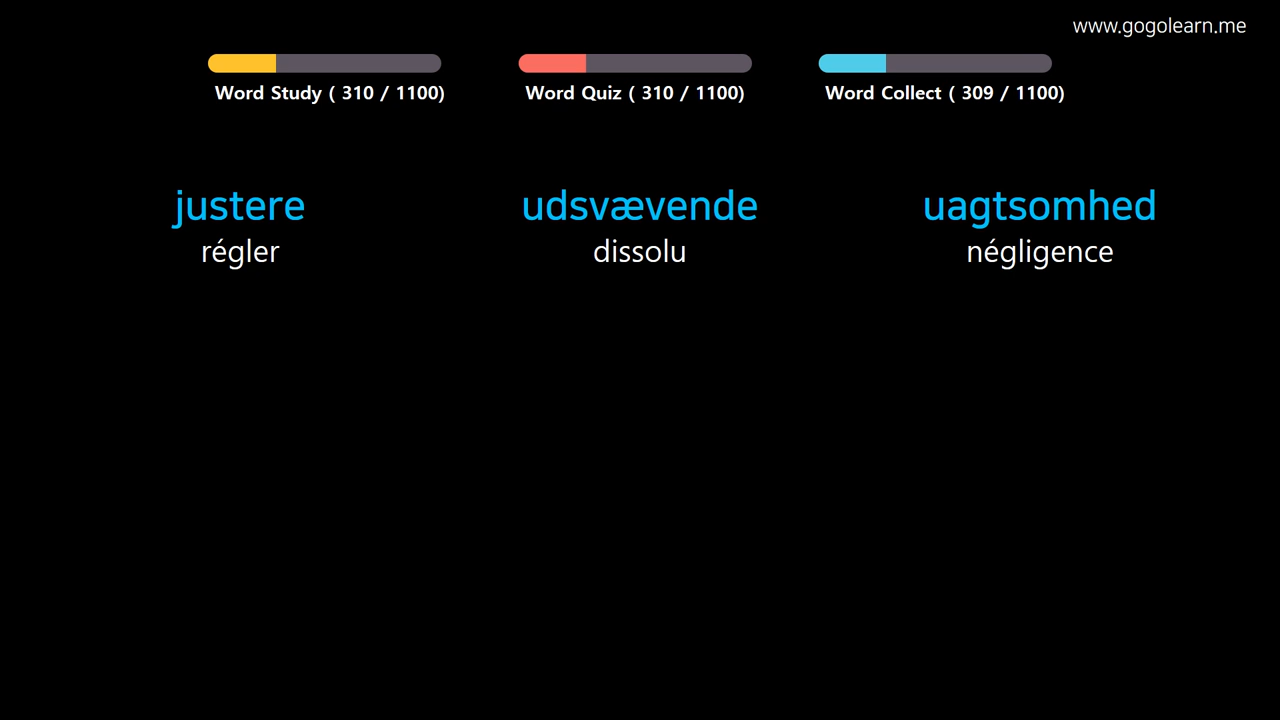 www.gogolearn.me
Word Study ( 310 / 1100)
Word Quiz ( 310 / 1100)
Word Collect ( 309 / 1100)
justere
régler
udsvævende
dissolu
uagtsomhed
négligence